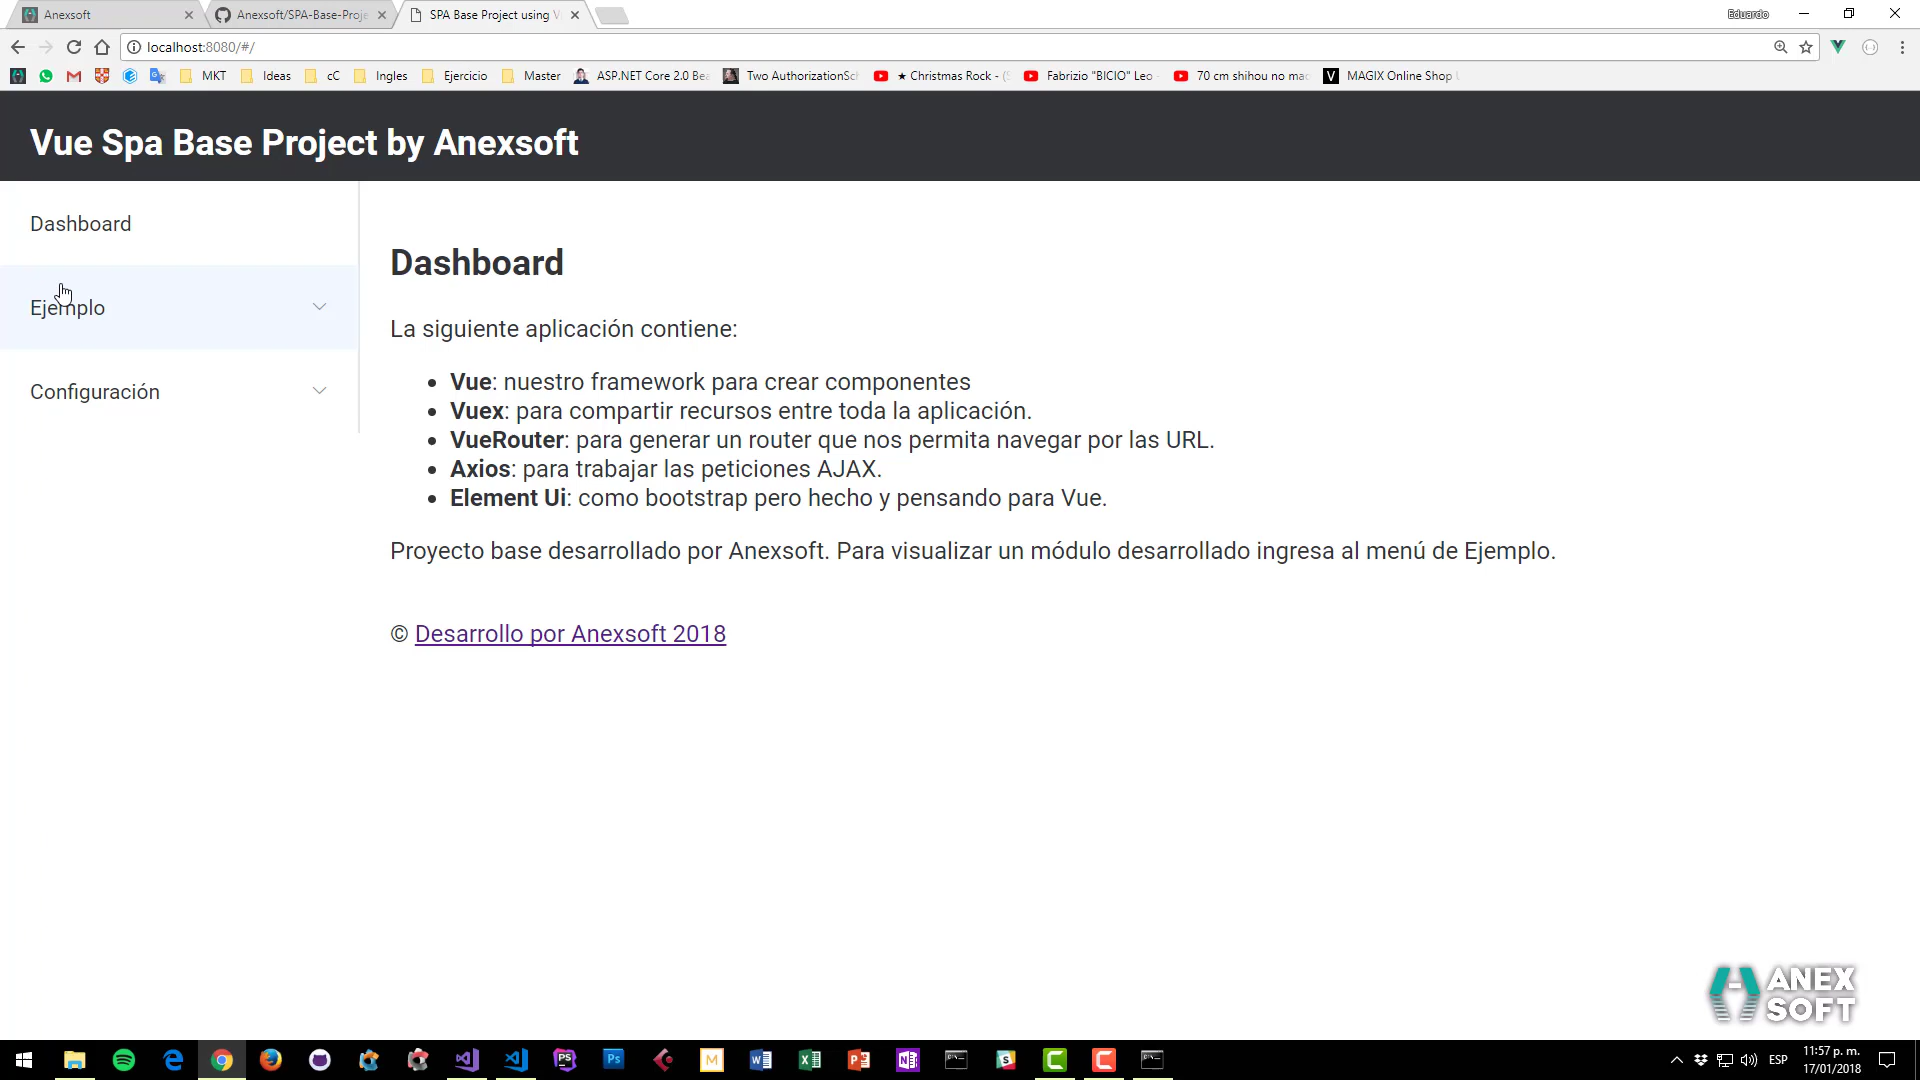 Anexsoft
Anexsoft/SPA-Base-Proje
SPA Base Project using V
Eduardo
localhost:8080/#/
MKT
Ideas
cC
Ingles
Ejercicio
Master
ASP.NET Core 2.0 Bea
Two AuthorizationSch
★ Christmas Rock - (S
Fabrizio "BICIO" Leo -
70 cm shihou no mac
MAGIX Online Shop
Vue Spa Base Project by Anexsoft
Dashboard
Ejemplo
Configuración
Dashboard
La siguiente aplicación contiene:
• Vue: nuestro framework para crear componentes
• Vuex: para compartir recursos entre toda la aplicación.
• VueRouter: para generar un router que nos permita navegar por las URL.
• Axios: para trabajar las peticiones AJAX.
• Element Ui: como bootstrap pero hecho y pensando para Vue.
Proyecto base desarrollado por Anexsoft. Para visualizar un módulo desarrollado ingresa al menú de Ejemplo.
© Desarrollo por Anexsoft 2018
ANEX
SOFT
ESP
11:57 p. m.
17/01/2018